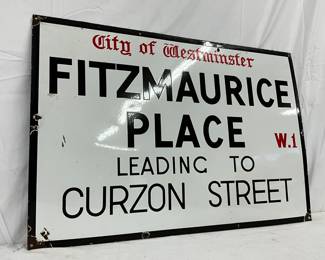 City of Westminster
FITZMAURICE
PLACE
W.1
LEADING TO
CURZON STREET